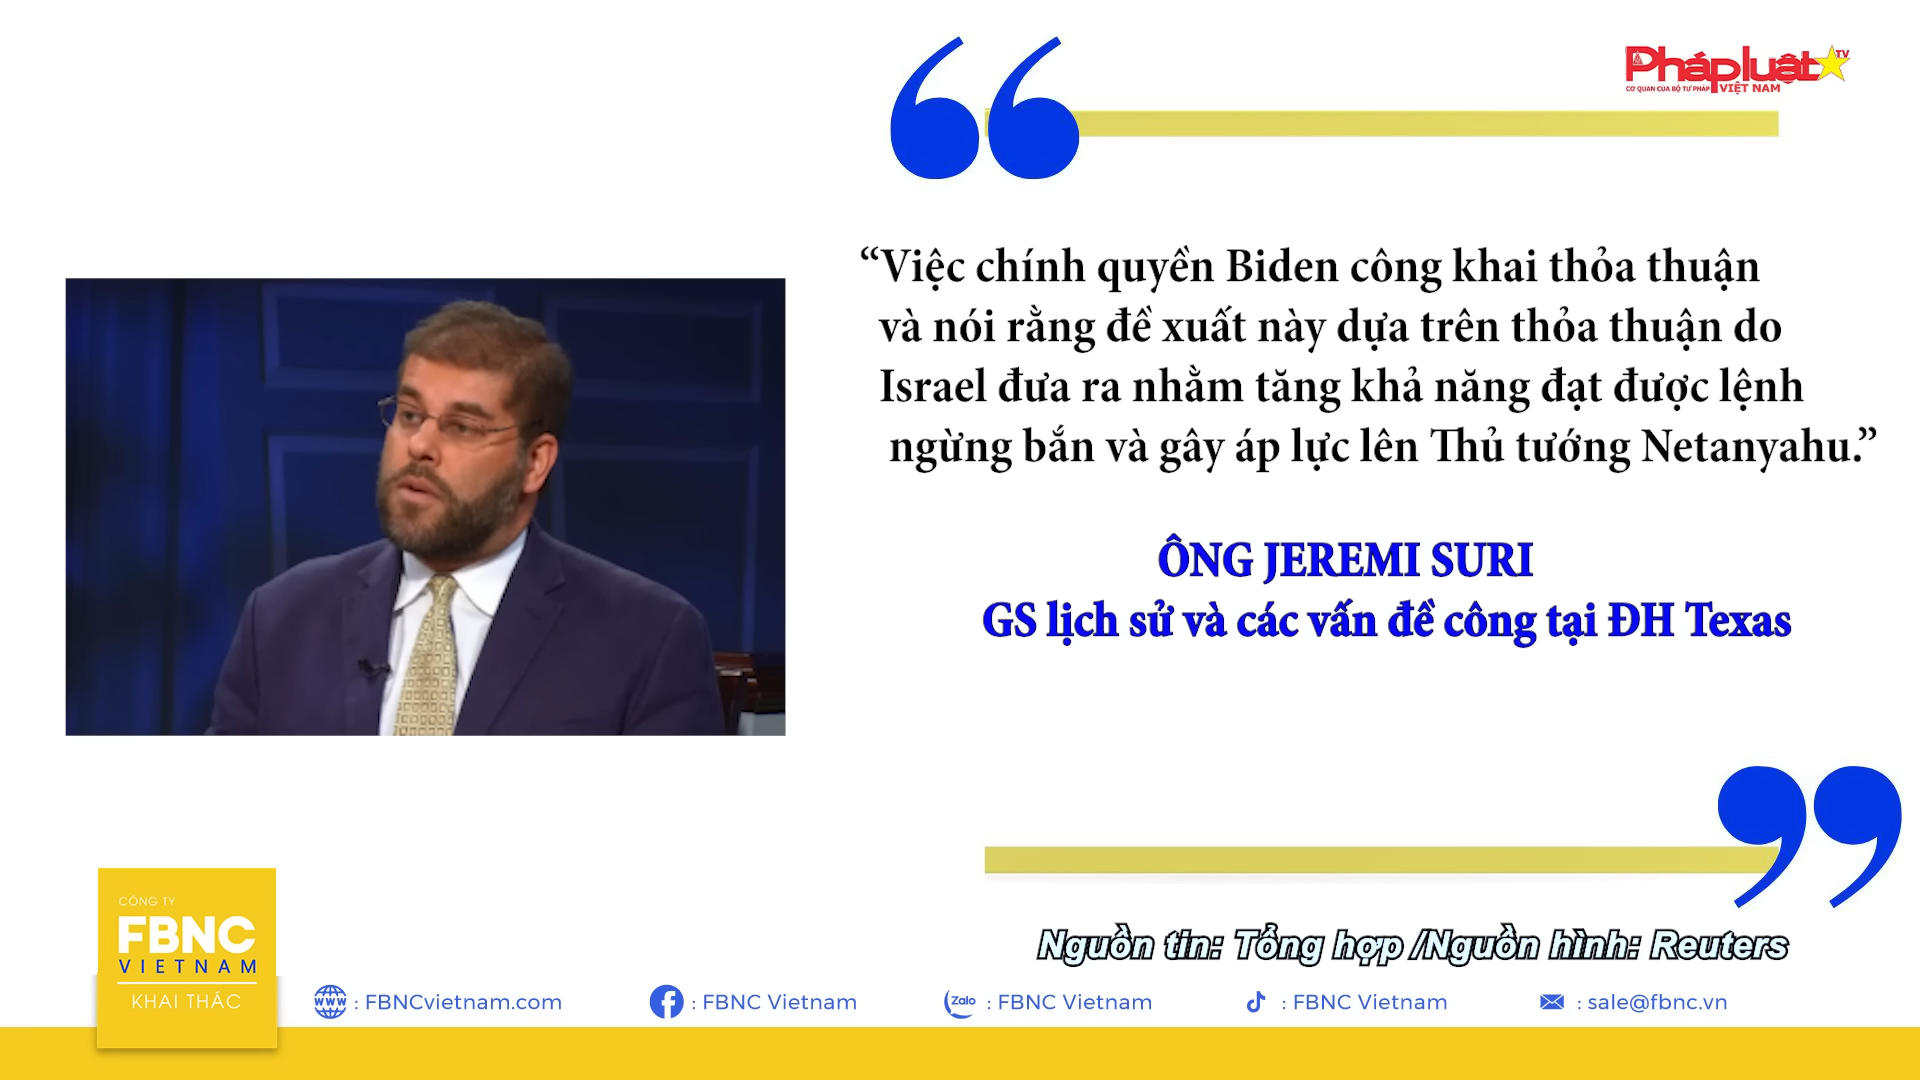 Phápluật TV
CƠ QUAN CỦA BỘ TƯ PHÁP VIỆT NAM
“Việc chính quyền Biden công khai thỏa thuận
và nói rằng đề xuất này dựa trên thỏa thuận do
Israel đưa ra nhằm tăng khả năng đạt được lệnh
ngừng bắn và gây áp lực lên Thủ tướng Netanyahu.”
ÔNG JEREMI SURI
GS lịch sử và các vấn đề công tại ĐH Texas
Nguồn tin: Tổng hợp /Nguồn hình: Reuters
CÔNG TY
FBNC
VIETNAM
KHAI THÁC
WWW : FBNCvietnam.com
: FBNC Vietnam
Zalo : FBNC Vietnam
: FBNC Vietnam
: sale@fbnc.vn